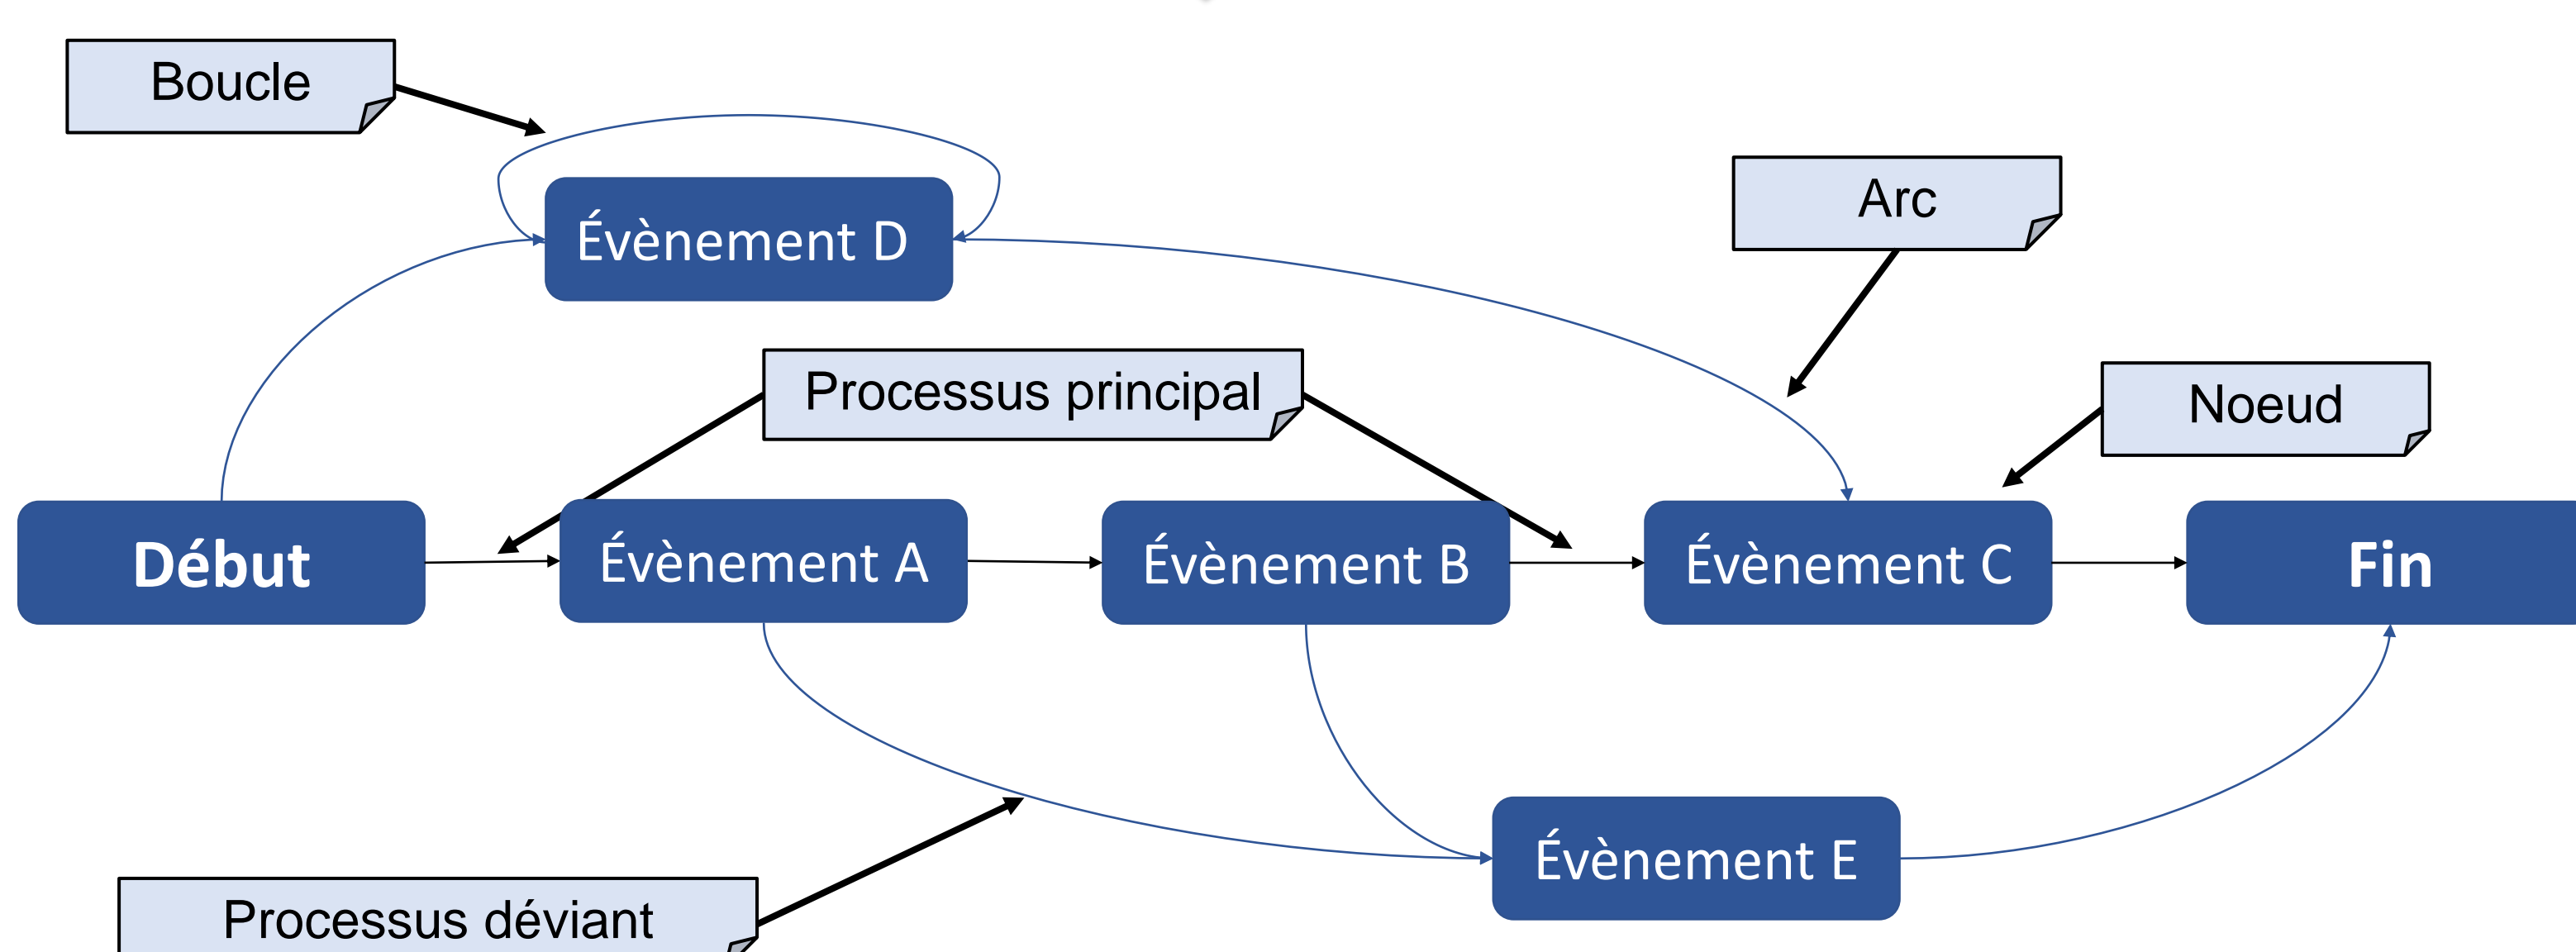 Boucle
Arc
Évènement D
Processus principal
Noeud
Début
Évènement A
Évènement B
Évènement C
Fin
Évènement E
Processus déviant